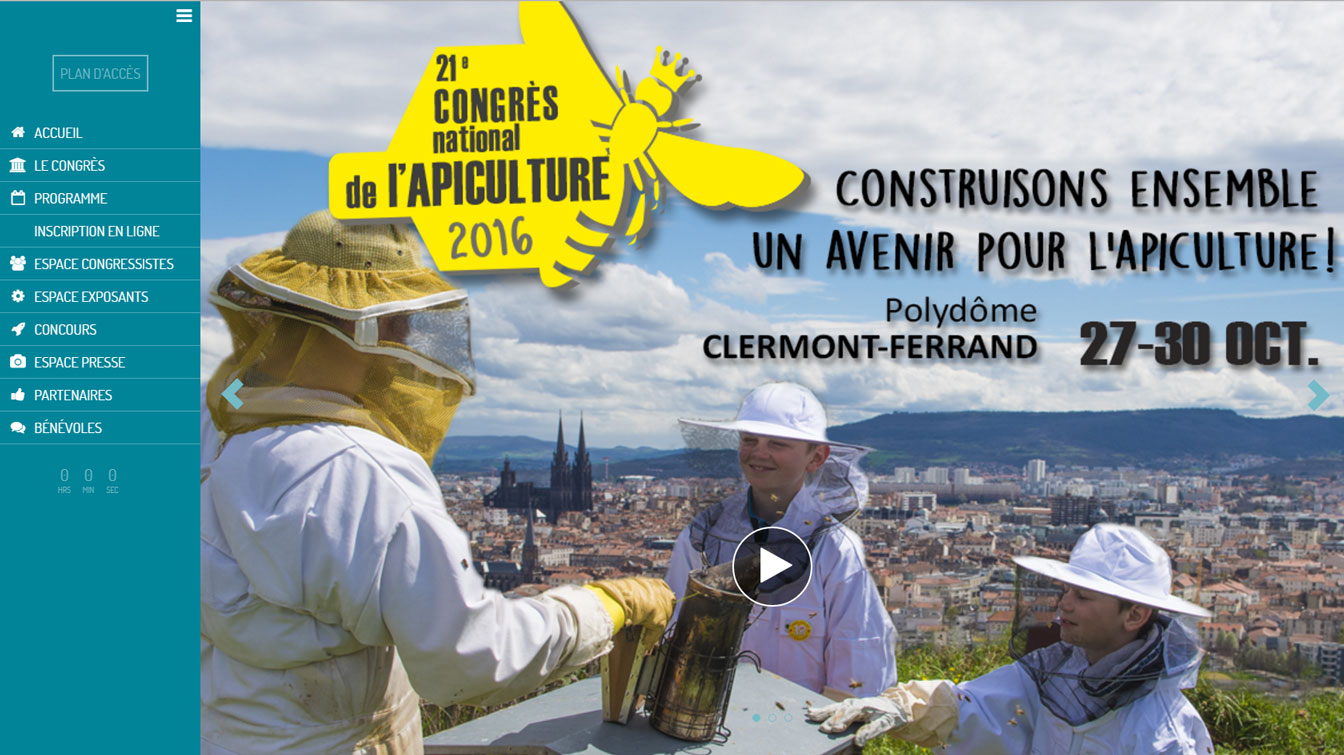 PLAN D'ACCÈS
ACCUEIL
LE CONGRÈS
PROGRAMME
INSCRIPTION EN LIGNE
ESPACE CONGRESSISTES
ESPACE EXPOSANTS
CONCOURS
ESPACE PRESSE
PARTENAIRES
BÉNÉVOLES
0 0 0
HRS MIN SEC
21e
CONGRÈS
national
de l'APICULTURE
2016
CONSTRUISONS ENSEMBLE
UN AVENIR POUR L'APICULTURE!
Polydôme
CLERMONT-FERRAND
27-30 OCT.